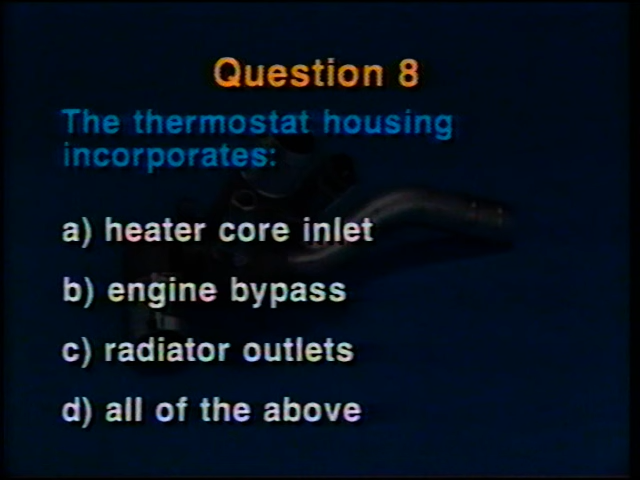 Question 8
The thermostat housing
incorporates:
a) heater core inlet
b) engine bypass
c) radiator outlets
d) all of the above